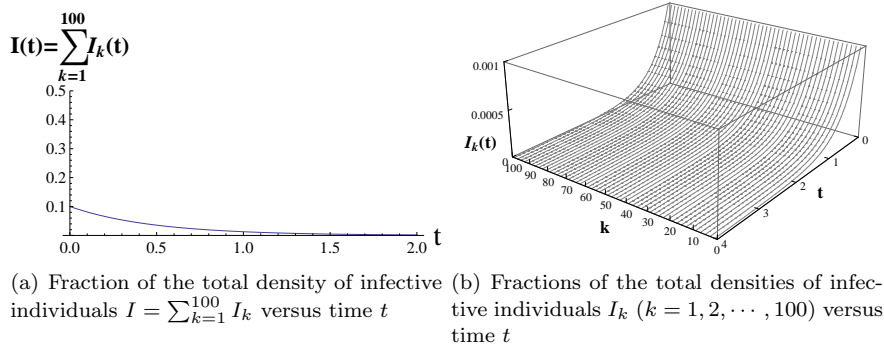 100
I(t)=∑I_k(t)
k=1
0.5
0.4
0.3
0.2
0.1
0.0 0.5 1.0 1.5 2.0 t
0.001
0.0005
I_k(t)
0
100 90 80 70 60 50 40 30 20 10 0
k
0
1
2
3
4
t
(a) Fraction of the total density of infective
individuals I = ∑_{k=1}^{100} I_k versus time t
(b) Fractions of the total densities of infec-
tive individuals I_k (k = 1, 2, ⋯ , 100) versus
time t